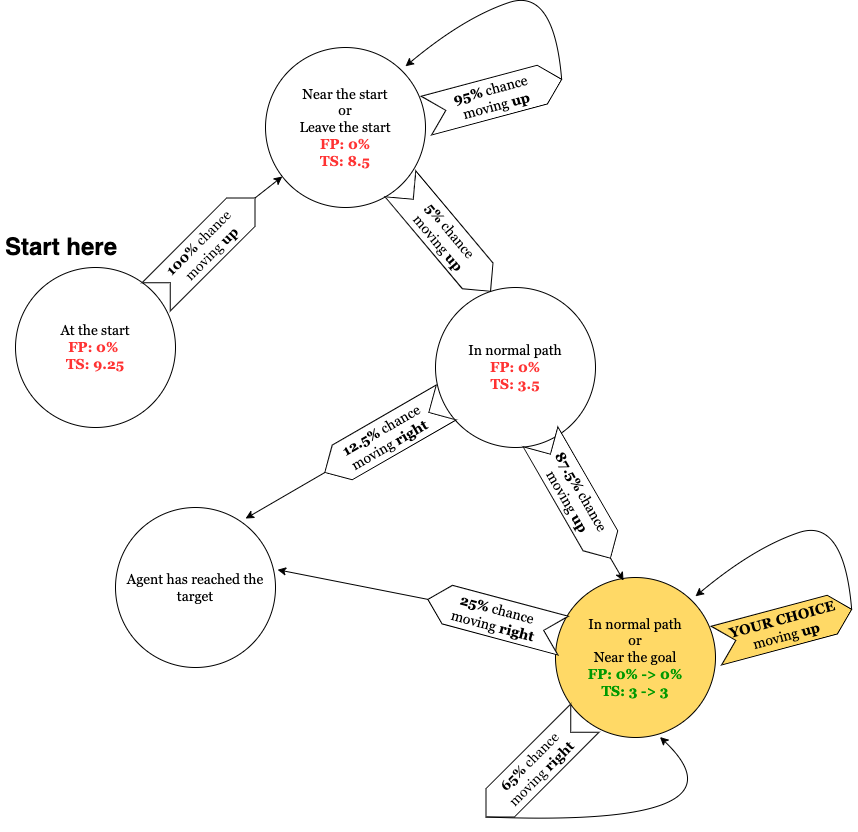 Near the start
or
Leave the start
FP: 0%
TS: 8.5
95% chance
moving up
100% chance
moving up
5% chance
moving up
Start here
At the start
FP: 0%
TS: 9.25
In normal path
FP: 0%
TS: 3.5
12.5% chance
moving right
87.5% chance
moving up
Agent has reached the
target
25% chance
moving right
In normal path
or
Near the goal
FP: 0% -> 0%
TS: 3 -> 3
YOUR CHOICE
moving up
65% chance
moving right